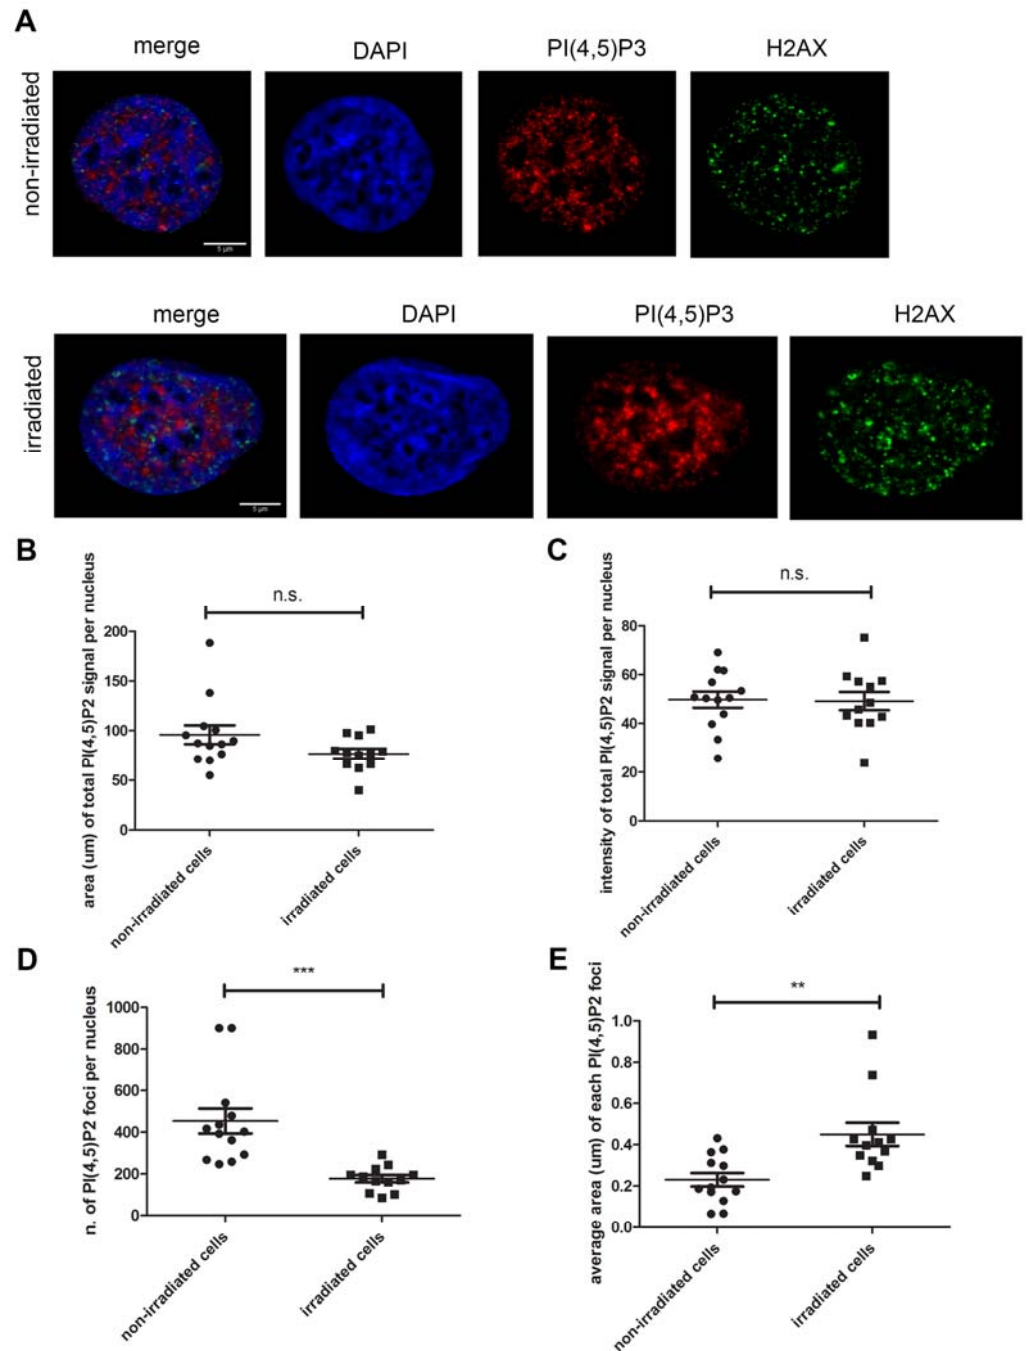 A
merge DAPI PI(4,5)P3 H2AX
non-irradiated
5 µm
merge DAPI PI(4,5)P3 H2AX
irradiated
5 µm
B
area (um) of total PI(4,5)P2 signal per nucleus
n.s.
200
150
100
50
0
non-irradiated cells
irradiated cells
C
intensity of total PI(4,5)P2 signal per nucleus
n.s.
80
60
40
20
0
non-irradiated cells
irradiated cells
D
n. of PI(4,5)P2 foci per nucleus
***
1000
800
600
400
200
0
non-irradiated cells
irradiated cells
E
average area (um) of each PI(4,5)P2 foci
**
1.0
0.8
0.6
0.4
0.2
0.0
non-irradiated cells
irradiated cells